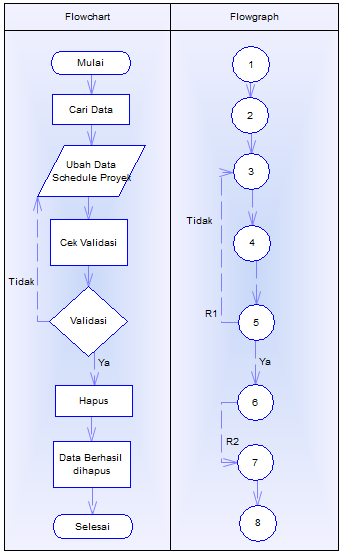 Flowchart
Flowgraph
Mulai
Cari Data
Ubah Data
Schedule Proyek
Cek Validasi
Tidak
Validasi
Ya
Hapus
Data Berhasil
dihapus
Selesai
1
2
3
Tidak
4
R1
5
Ya
6
R2
7
8